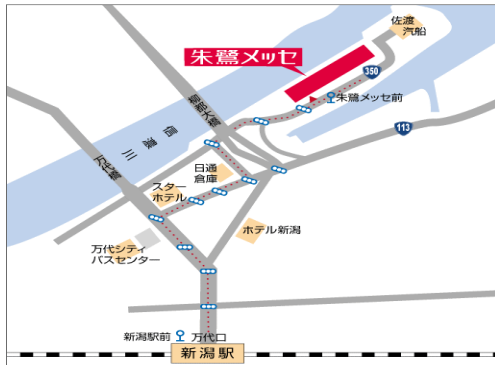 佐渡
汽船
朱鷺メッセ
350
朱鷺メッセ前
柳都大橋
113
信
濃
川
万代橋
日通
倉庫
スター
ホテル
ホテル新潟
万代シティ
バスセンター
新潟駅前
万代口
新潟駅